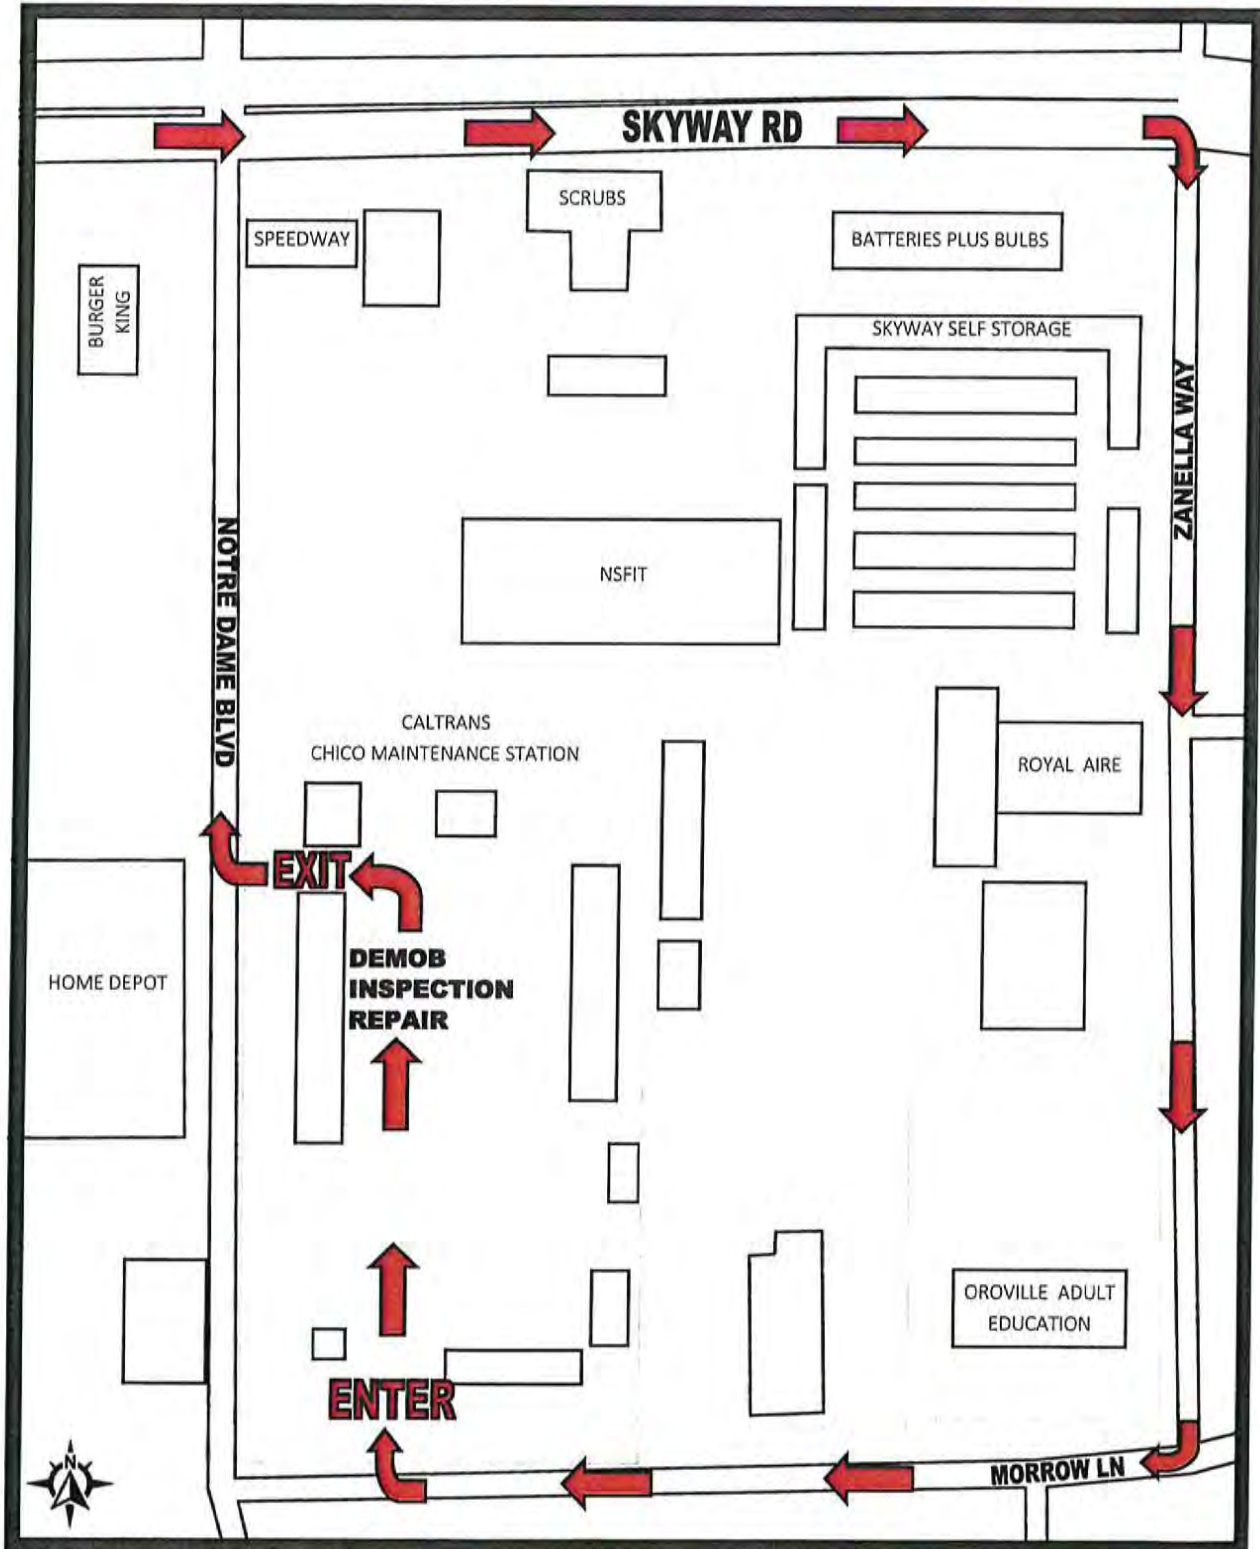 SKYWAY RD
SCRUBS
SPEEDWAY
BATTERIES PLUS BULBS
BURGER
KING
SKYWAY SELF STORAGE
ZANELLA WAY
NOTRE DAME BLVD
NSFIT
CALTRANS
CHICO MAINTENANCE STATION
ROYAL AIRE
EXIT
HOME DEPOT
DEMOB
INSPECTION
REPAIR
OROVILLE ADULT
EDUCATION
ENTER
MORROW LN
N